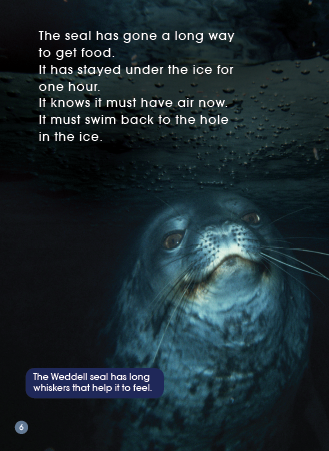 The seal has gone a long way
to get food.
It has stayed under the ice for
one hour.
It knows it must have air now.
It must swim back to the hole
in the ice.
The Weddell seal has long
whiskers that help it to feel.
6